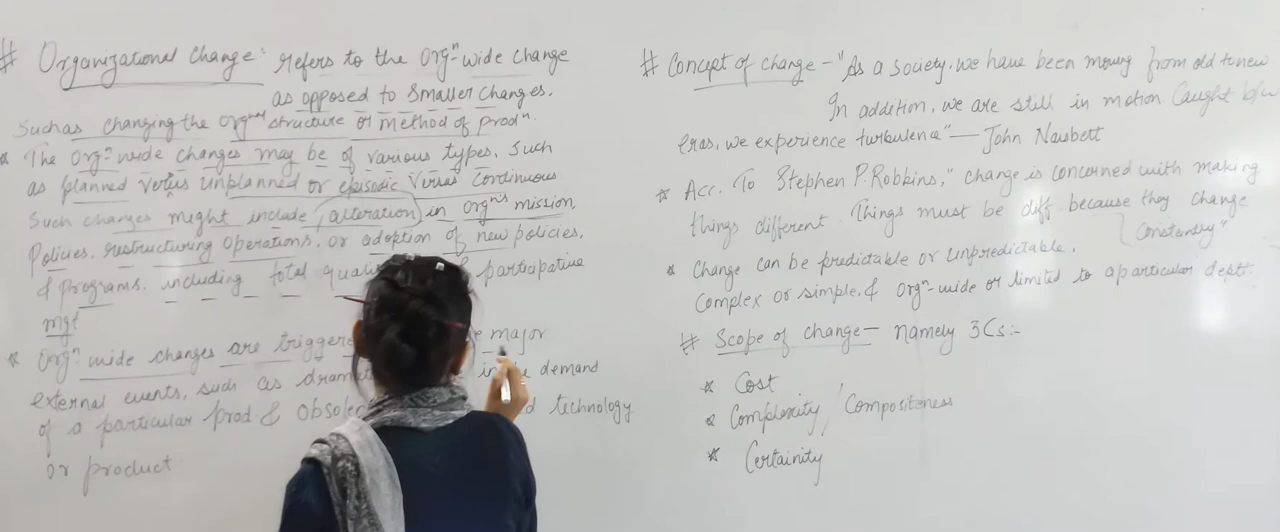 # Organizational Change: refers to the Orgⁿ-wide change
as opposed to smaller changes.
Such as changing the orgⁿᵃˡ structure or method of prodⁿ.
* The Orgⁿ-wide changes may be of various types, such
as planned versus unplanned or episodic versus continuous
Such changes might include (alteration) in orgⁿ's mission,
Policies, restructuring operations, or adoption of new policies,
& programs, including total participative
mgt
* Orgⁿ wide changes are major
external events, such as in demand
of a particular prod & technology
or product
# Concept of change - "As a society, we have been moving from old to new
In addition, we are still in motion Caught b/w
eras, we experience turbulence" — John Naisbett
* Acc. To Stephen P. Robbins, "Change is concerned with making
things different. Things must be diff because they change
constantly"
* Change can be predictable or unpredictable,
Complex or simple & Orgⁿ-wide or limited to a particular dept.
# Scope of change — namely 3Cs:-
* Cost
* Complexity / Compositeness
* Certainity